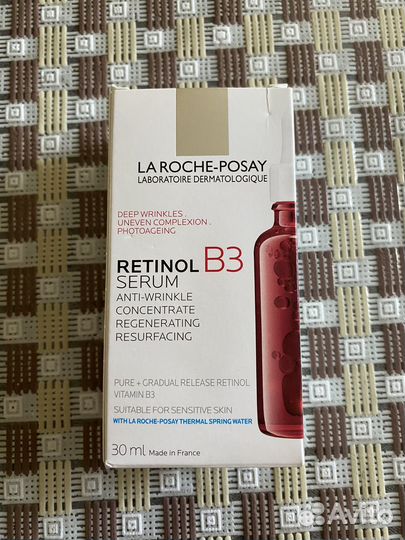 LA ROCHE-POSAY
LABORATOIRE DERMATOLOGIQUE
DEEP WRINKLES .
UNEVEN COMPLEXION .
PHOTOAGEING
RETINOL B3
SERUM
ANTI-WRINKLE
CONCENTRATE
REGENERATING
RESURFACING
PURE + GRADUAL RELEASE RETINOL
VITAMIN B3
SUITABLE FOR SENSITIVE SKIN
WITH LA ROCHE-POSAY THERMAL SPRING WATER
30 ml Made in France
Avito